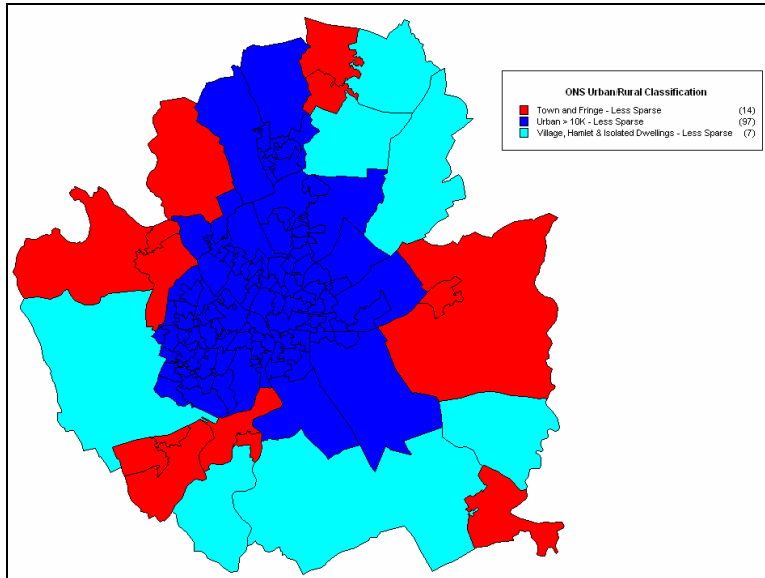 ONS Urban/Rural Classification
Town and Fringe - Less Sparse (14)
Urban > 10K - Less Sparse (97)
Village, Hamlet & Isolated Dwellings - Less Sparse (7)